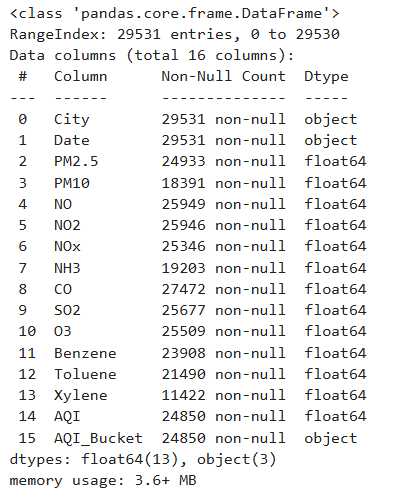 <class 'pandas.core.frame.DataFrame'>
RangeIndex: 29531 entries, 0 to 29530
Data columns (total 16 columns):
 #   Column      Non-Null Count  Dtype
---  ------      --------------  -----
 0   City        29531 non-null  object
 1   Date        29531 non-null  object
 2   PM2.5       24933 non-null  float64
 3   PM10        18391 non-null  float64
 4   NO          25949 non-null  float64
 5   NO2         25946 non-null  float64
 6   NOx         25346 non-null  float64
 7   NH3         19203 non-null  float64
 8   CO          27472 non-null  float64
 9   SO2         25677 non-null  float64
 10  O3          25509 non-null  float64
 11  Benzene     23908 non-null  float64
 12  Toluene     21490 non-null  float64
 13  Xylene      11422 non-null  float64
 14  AQI         24850 non-null  float64
 15  AQI_Bucket  24850 non-null  object
dtypes: float64(13), object(3)
memory usage: 3.6+ MB